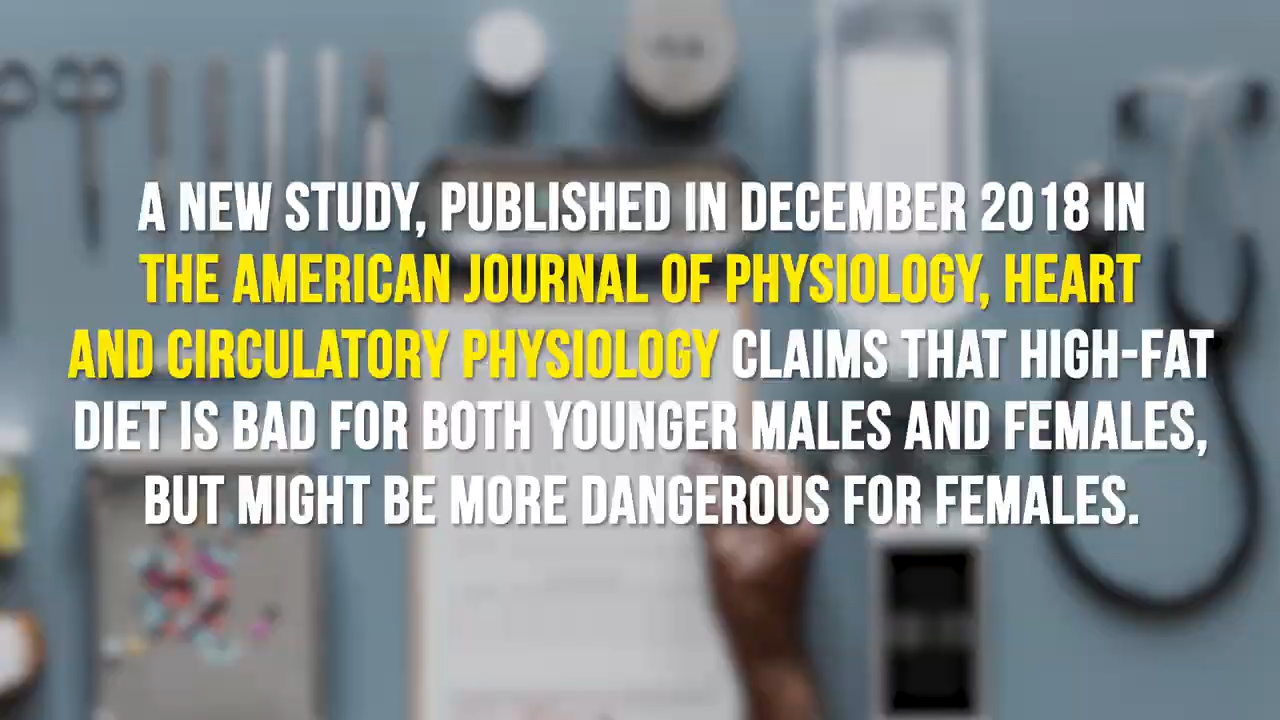 A NEW STUDY, PUBLISHED IN DECEMBER 2018 IN
THE AMERICAN JOURNAL OF PHYSIOLOGY, HEART
AND CIRCULATORY PHYSIOLOGY CLAIMS THAT HIGH-FAT
DIET IS BAD FOR BOTH YOUNGER MALES AND FEMALES,
BUT MIGHT BE MORE DANGEROUS FOR FEMALES.